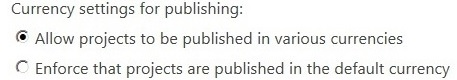 Currency settings for publishing:
Allow projects to be published in various currencies
Enforce that projects are published in the default currency